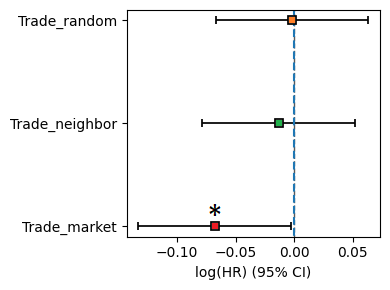 Trade_random
Trade_neighbor
*
Trade_market
−0.10 −0.05 0.00 0.05
log(HR) (95% CI)